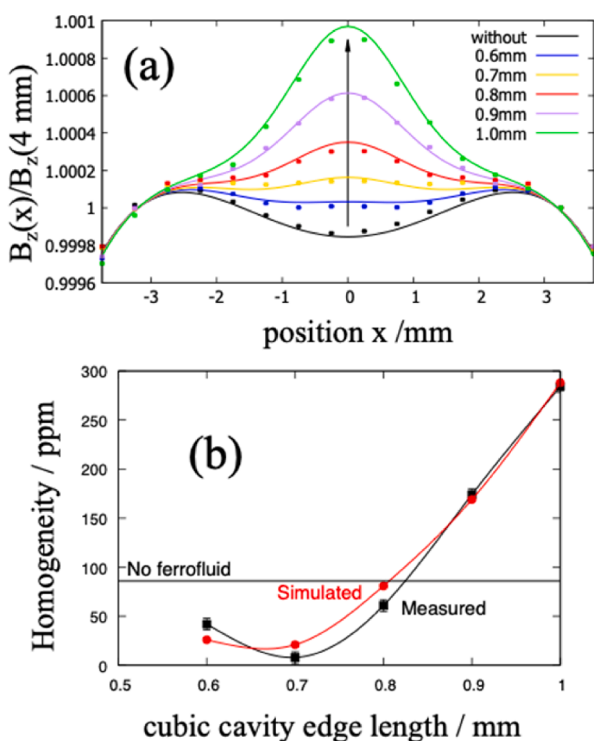 1.001
1.0008
1.0006
1.0004
1.0002
1
0.9998
0.9996
(a)
without
0.6mm
0.7mm
0.8mm
0.9mm
1.0mm
B_z(x)/B_z(4 mm)
-3 -2 -1 0 1 2 3
position x /mm
300
250
200
150
100
50
0
(b)
Homogeneity / ppm
No ferrofluid
Simulated
Measured
0.5 0.6 0.7 0.8 0.9 1
cubic cavity edge length / mm